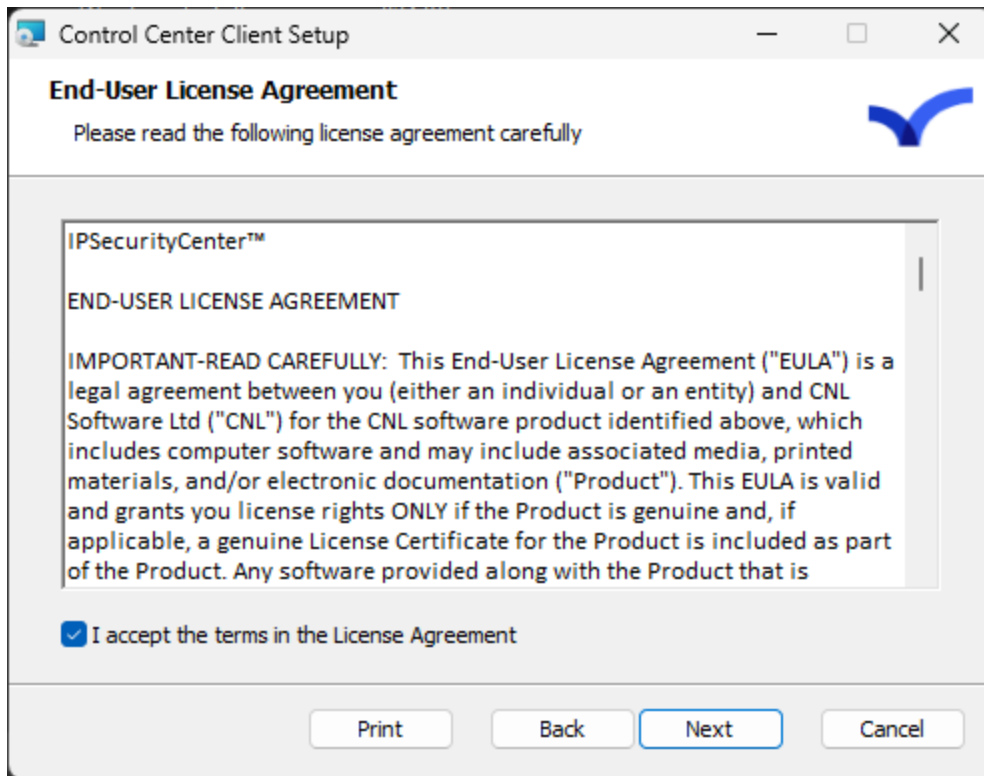 Control Center Client Setup
End-User License Agreement
Please read the following license agreement carefully
IPSecurityCenter™
END-USER LICENSE AGREEMENT
IMPORTANT-READ CAREFULLY:  This End-User License Agreement ("EULA") is a
legal agreement between you (either an individual or an entity) and CNL
Software Ltd ("CNL") for the CNL software product identified above, which
includes computer software and may include associated media, printed
materials, and/or electronic documentation ("Product"). This EULA is valid
and grants you license rights ONLY if the Product is genuine and, if
applicable, a genuine License Certificate for the Product is included as part
of the Product. Any software provided along with the Product that is
I accept the terms in the License Agreement
Print Back Next Cancel